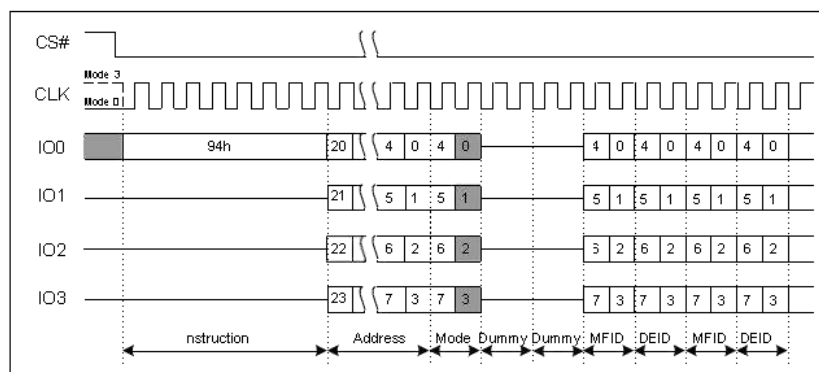 CS#
Mode 3
CLK
Mode 0
IO0 94h 20 4 0 4 0 4 0 4 0 4 0 4 0
IO1 21 5 1 5 1 5 1 5 1 5 1 5 1
IO2 22 6 2 6 2 2 6 2 6 2 6 2
IO3 23 7 3 7 3 7 3 7 3 7 3 7 3
nstruction Address Mode Dummy Dummy MFID DEID MFID DEID